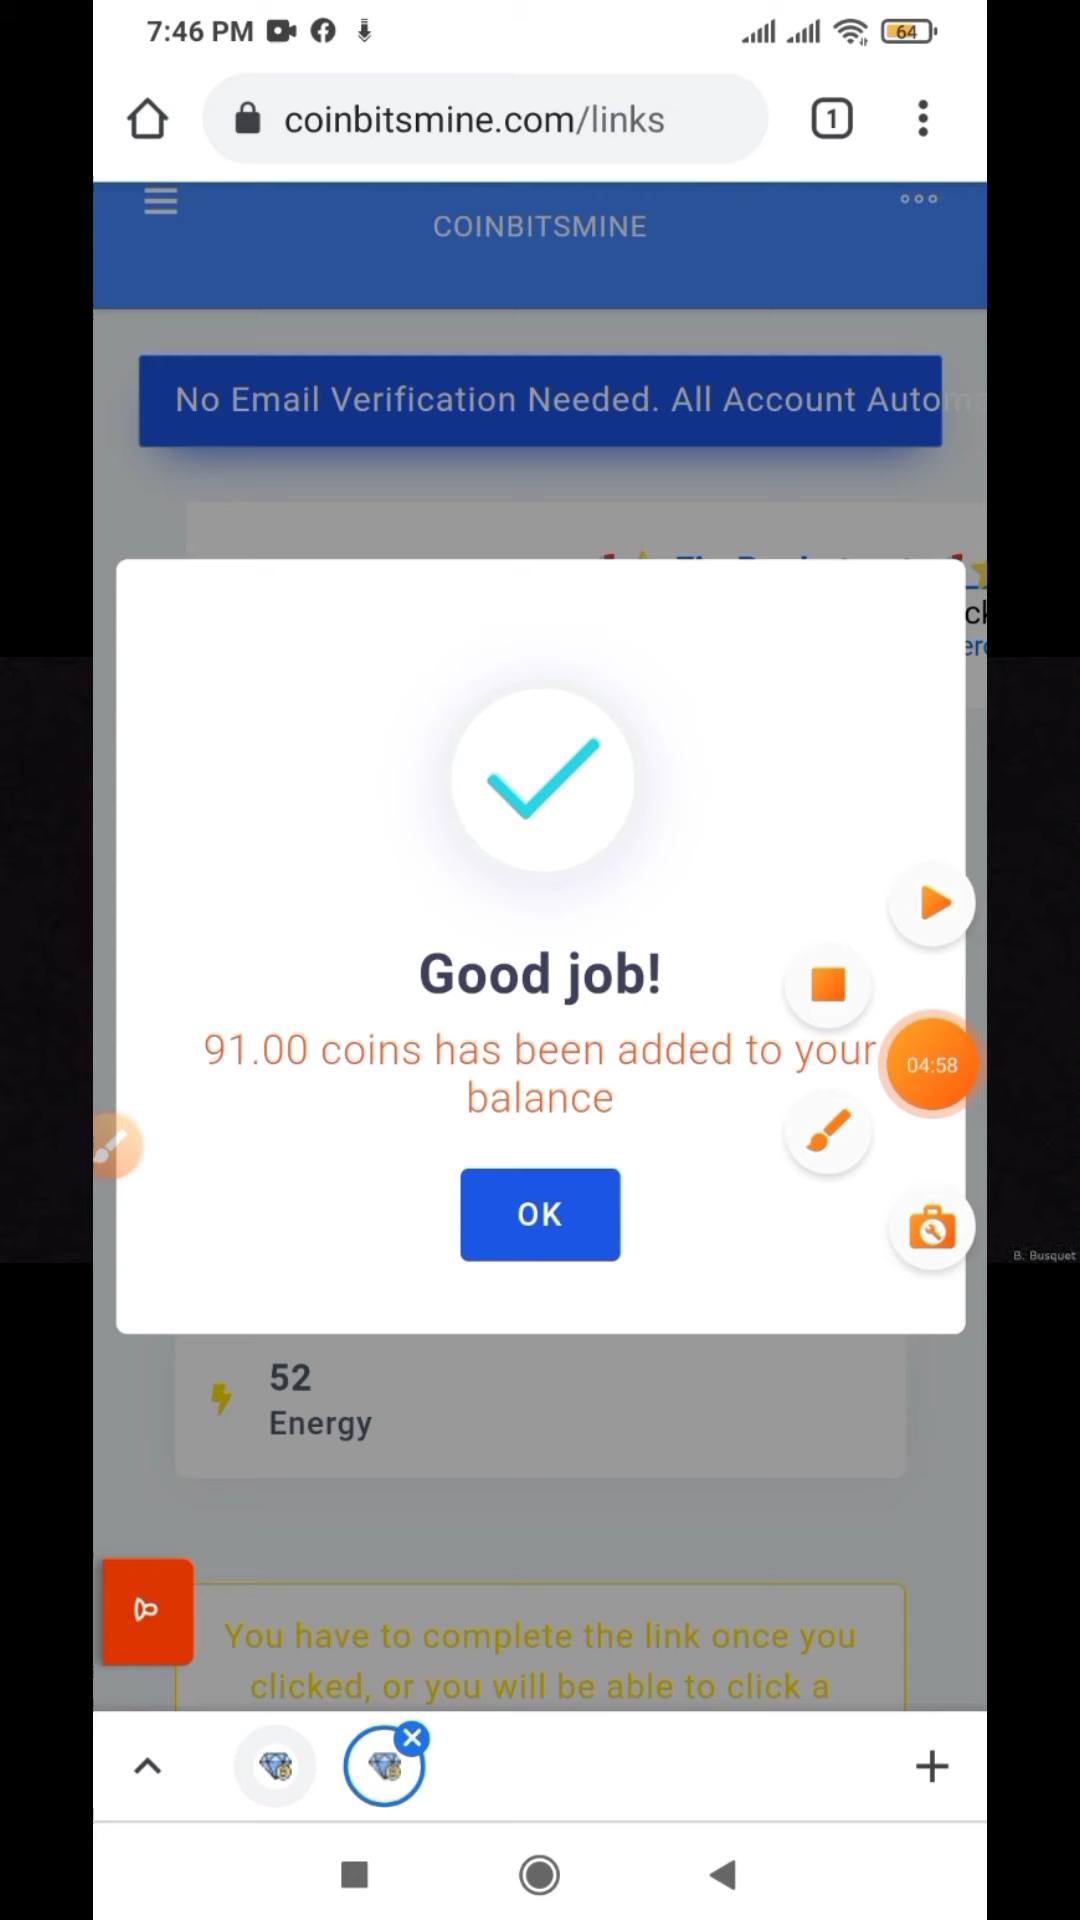 7:46 PM
64
coinbitsmine.com/links
1
COINBITSMINE
No Email Verification Needed. All Account Autom
Good job!
91.00 coins has been added to your
balance
04:58
OK
B. Busquet
52
Energy
You have to complete the link once you
clicked, or you will be able to click a